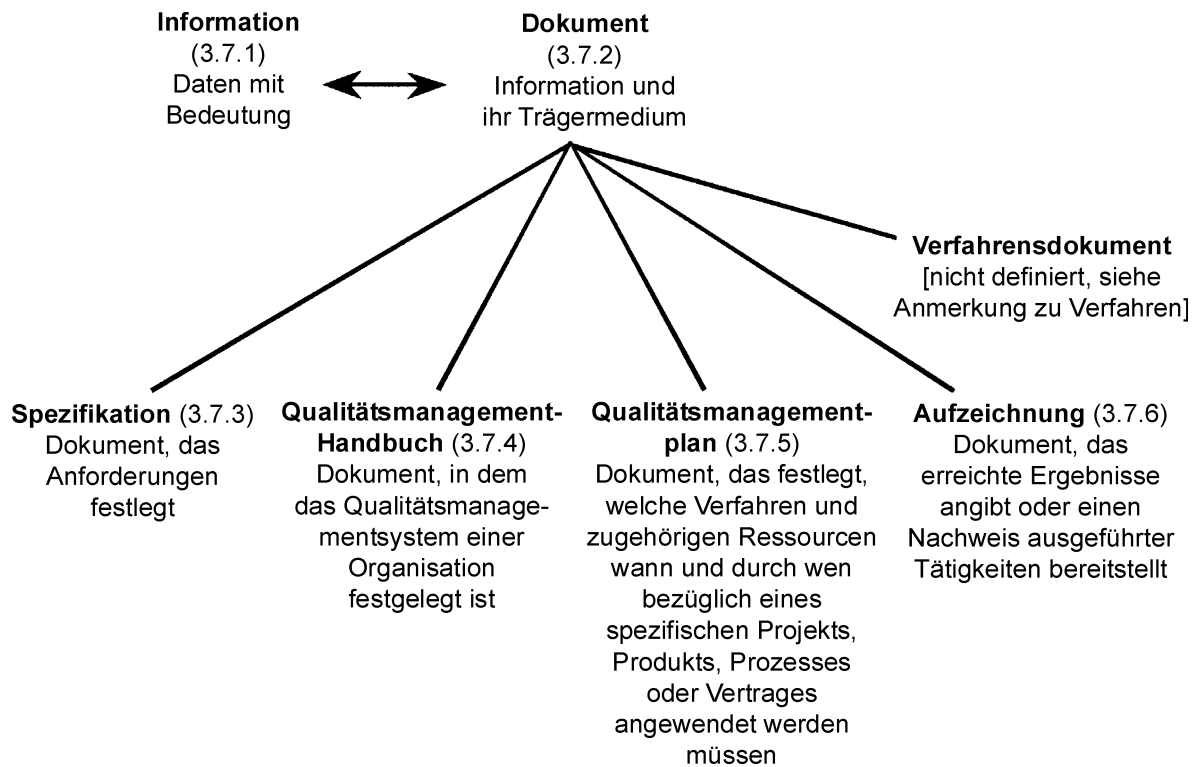 Information
(3.7.1)
Daten mit
Bedeutung
Dokument
(3.7.2)
Information und
ihr Trägermedium
Verfahrensdokument
[nicht definiert, siehe
Anmerkung zu Verfahren]
Spezifikation (3.7.3)
Dokument, das
Anforderungen
festlegt
Qualitätsmanagement-
Handbuch (3.7.4)
Dokument, in dem
das Qualitätsmanage-
mentsystem einer
Organisation
festgelegt ist
Qualitätsmanagement-
plan (3.7.5)
Dokument, das festlegt,
welche Verfahren und
zugehörigen Ressourcen
wann und durch wen
bezüglich eines
spezifischen Projekts,
Produkts, Prozesses
oder Vertrages
angewendet werden
müssen
Aufzeichnung (3.7.6)
Dokument, das
erreichte Ergebnisse
angibt oder einen
Nachweis ausgeführter
Tätigkeiten bereitstellt